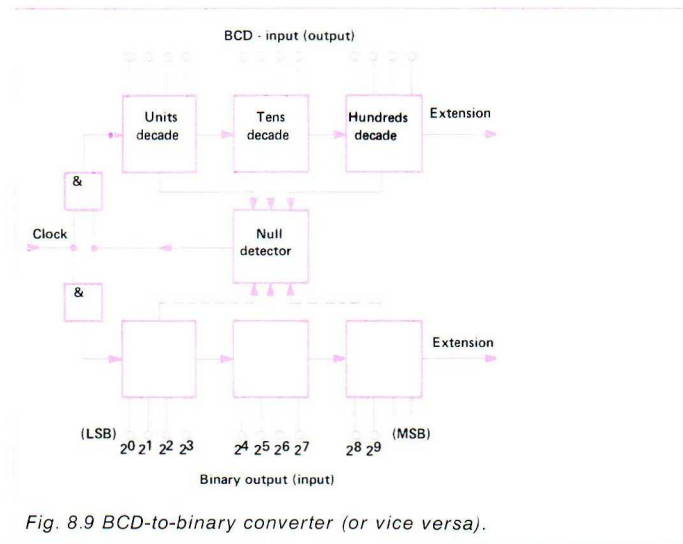 BCD - input (output)
Units decade
Tens decade
Hundreds decade
Extension
&
Clock
Null detector
&
Extension
(LSB) 2⁰ 2¹ 2² 2³ 2⁴ 2⁵ 2⁶ 2⁷ 2⁸ 2⁹ (MSB)
Binary output (input)
Fig. 8.9 BCD-to-binary converter (or vice versa).